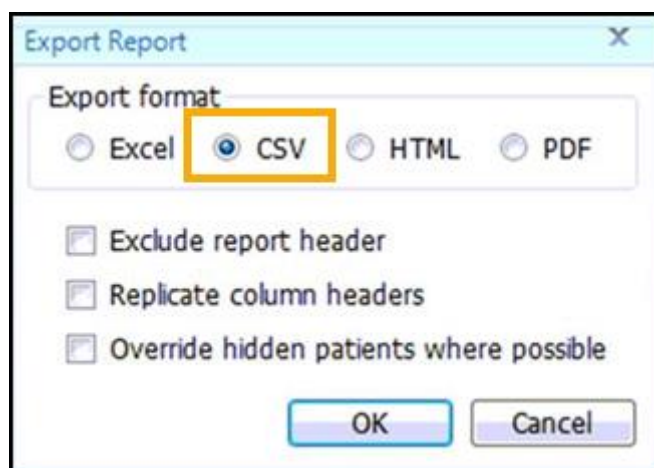 Export Report
Export format
Excel CSV HTML PDF
Exclude report header
Replicate column headers
Override hidden patients where possible
OK Cancel